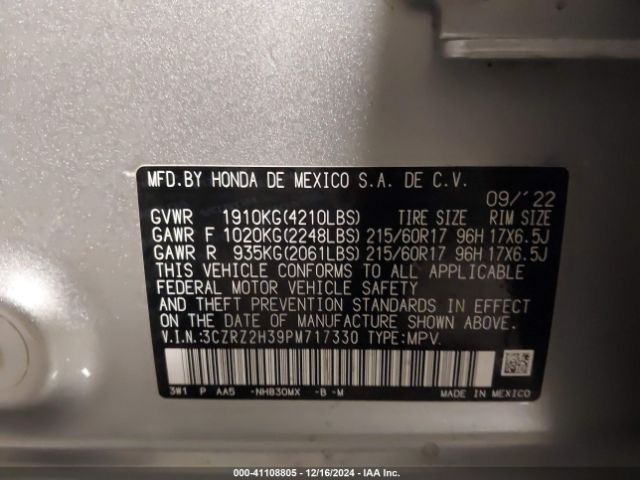 MFD.BY HONDA DE MEXICO S.A. DE C.V.
09/'22
GVWR 1910KG(4210LBS) TIRE SIZE RIM SIZE
GAWR F 1020KG(2248LBS) 215/60R17 96H 17X6.5J
GAWR R 935KG(2061LBS) 215/60R17 96H 17X6.5J
THIS VEHICLE CONFORMS TO ALL APPLICABLE
FEDERAL MOTOR VEHICLE SAFETY
AND THEFT PREVENTION STANDARDS IN EFFECT
ON THE DATE OF MANUFACTURE SHOWN ABOVE.
V.I.N.:3CZRZ2H39PM717330 TYPE:MPV.
3W1 P AA5 -NH830MX -B -M
MADE IN MEXICO
000-41108805 - 12/16/2024 - IAA Inc.